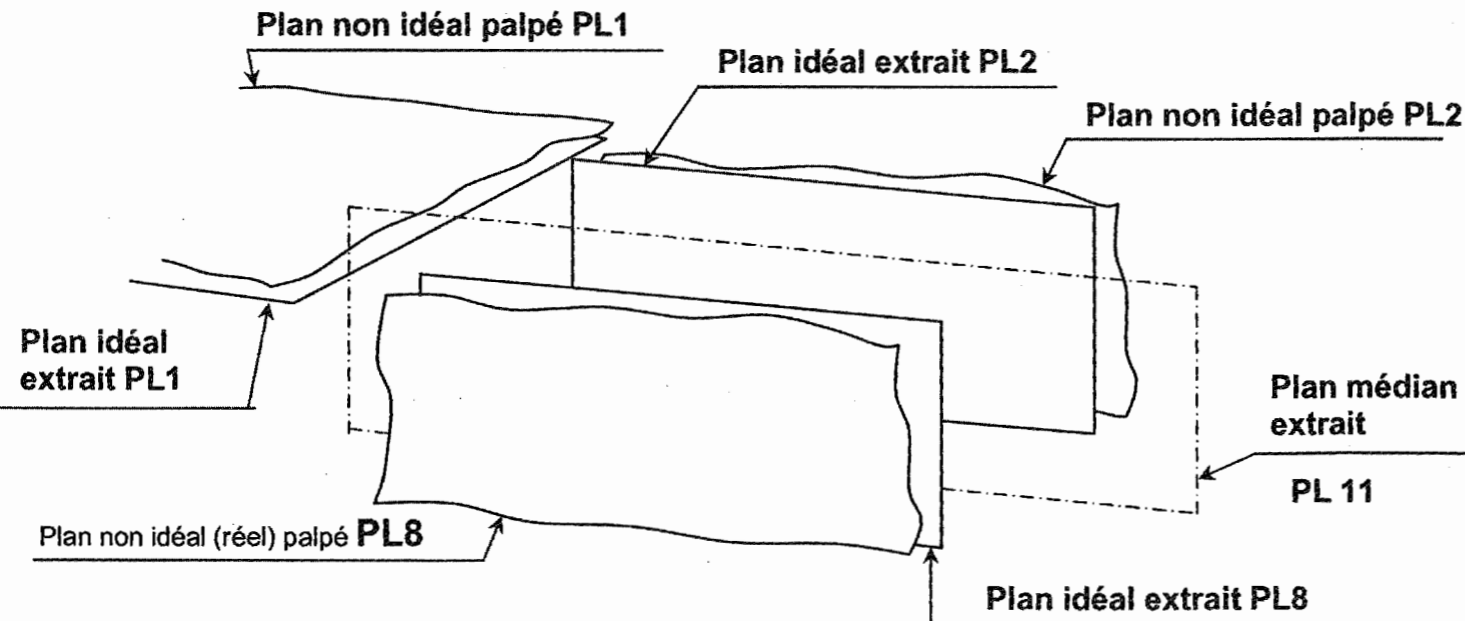 Plan non idéal palpé PL1
Plan idéal extrait PL2
Plan non idéal palpé PL2
Plan idéal
extrait PL1
Plan médian
extrait
PL 11
Plan non idéal (réel) palpé PL8
Plan idéal extrait PL8